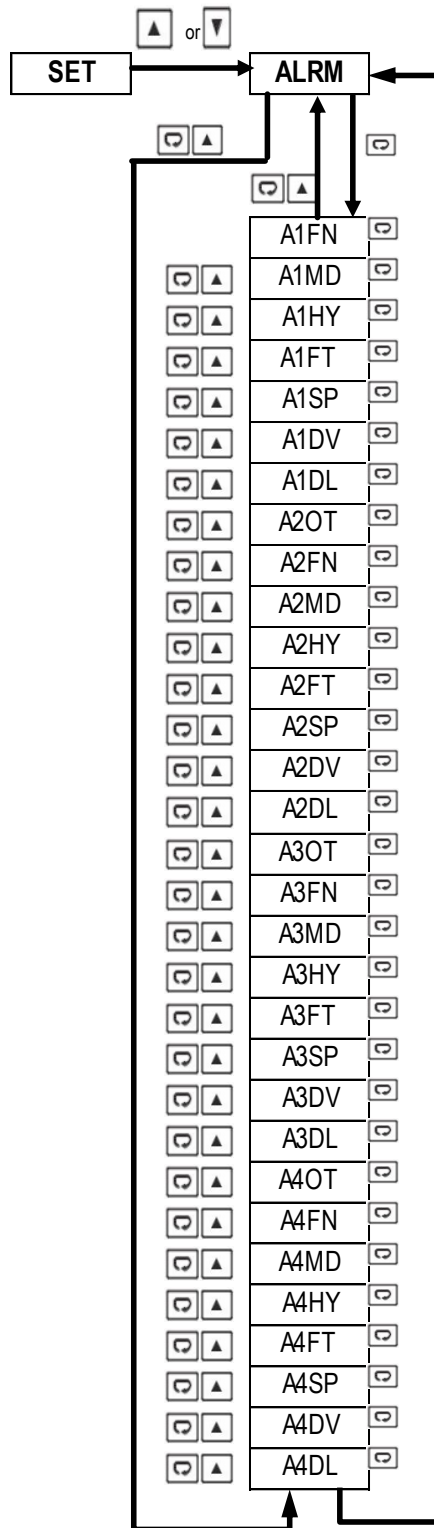 or
SET
ALRM
A1FN
A1MD
A1HY
A1FT
A1SP
A1DV
A1DL
A2OT
A2FN
A2MD
A2HY
A2FT
A2SP
A2DV
A2DL
A3OT
A3FN
A3MD
A3HY
A3FT
A3SP
A3DV
A3DL
A4OT
A4FN
A4MD
A4HY
A4FT
A4SP
A4DV
A4DL